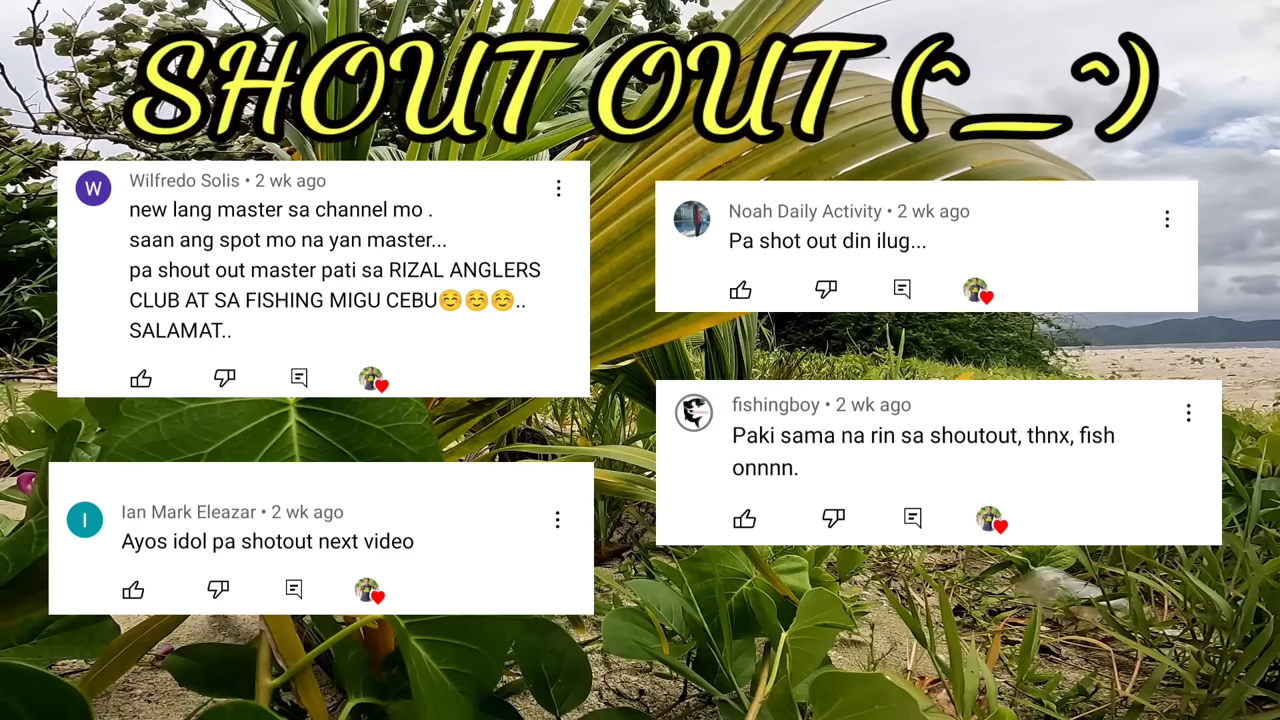 SHOUT OUT (^_^)
W
Wilfredo Solis • 2 wk ago
new lang master sa channel mo .
saan ang spot mo na yan master...
pa shout out master pati sa RIZAL ANGLERS
CLUB AT SA FISHING MIGU CEBU☺️☺️☺️..
SALAMAT..
Noah Daily Activity • 2 wk ago
Pa shot out din ilug...
fishingboy • 2 wk ago
Paki sama na rin sa shoutout, thnx, fish
onnnn.
I
Ian Mark Eleazar • 2 wk ago
Ayos idol pa shotout next video